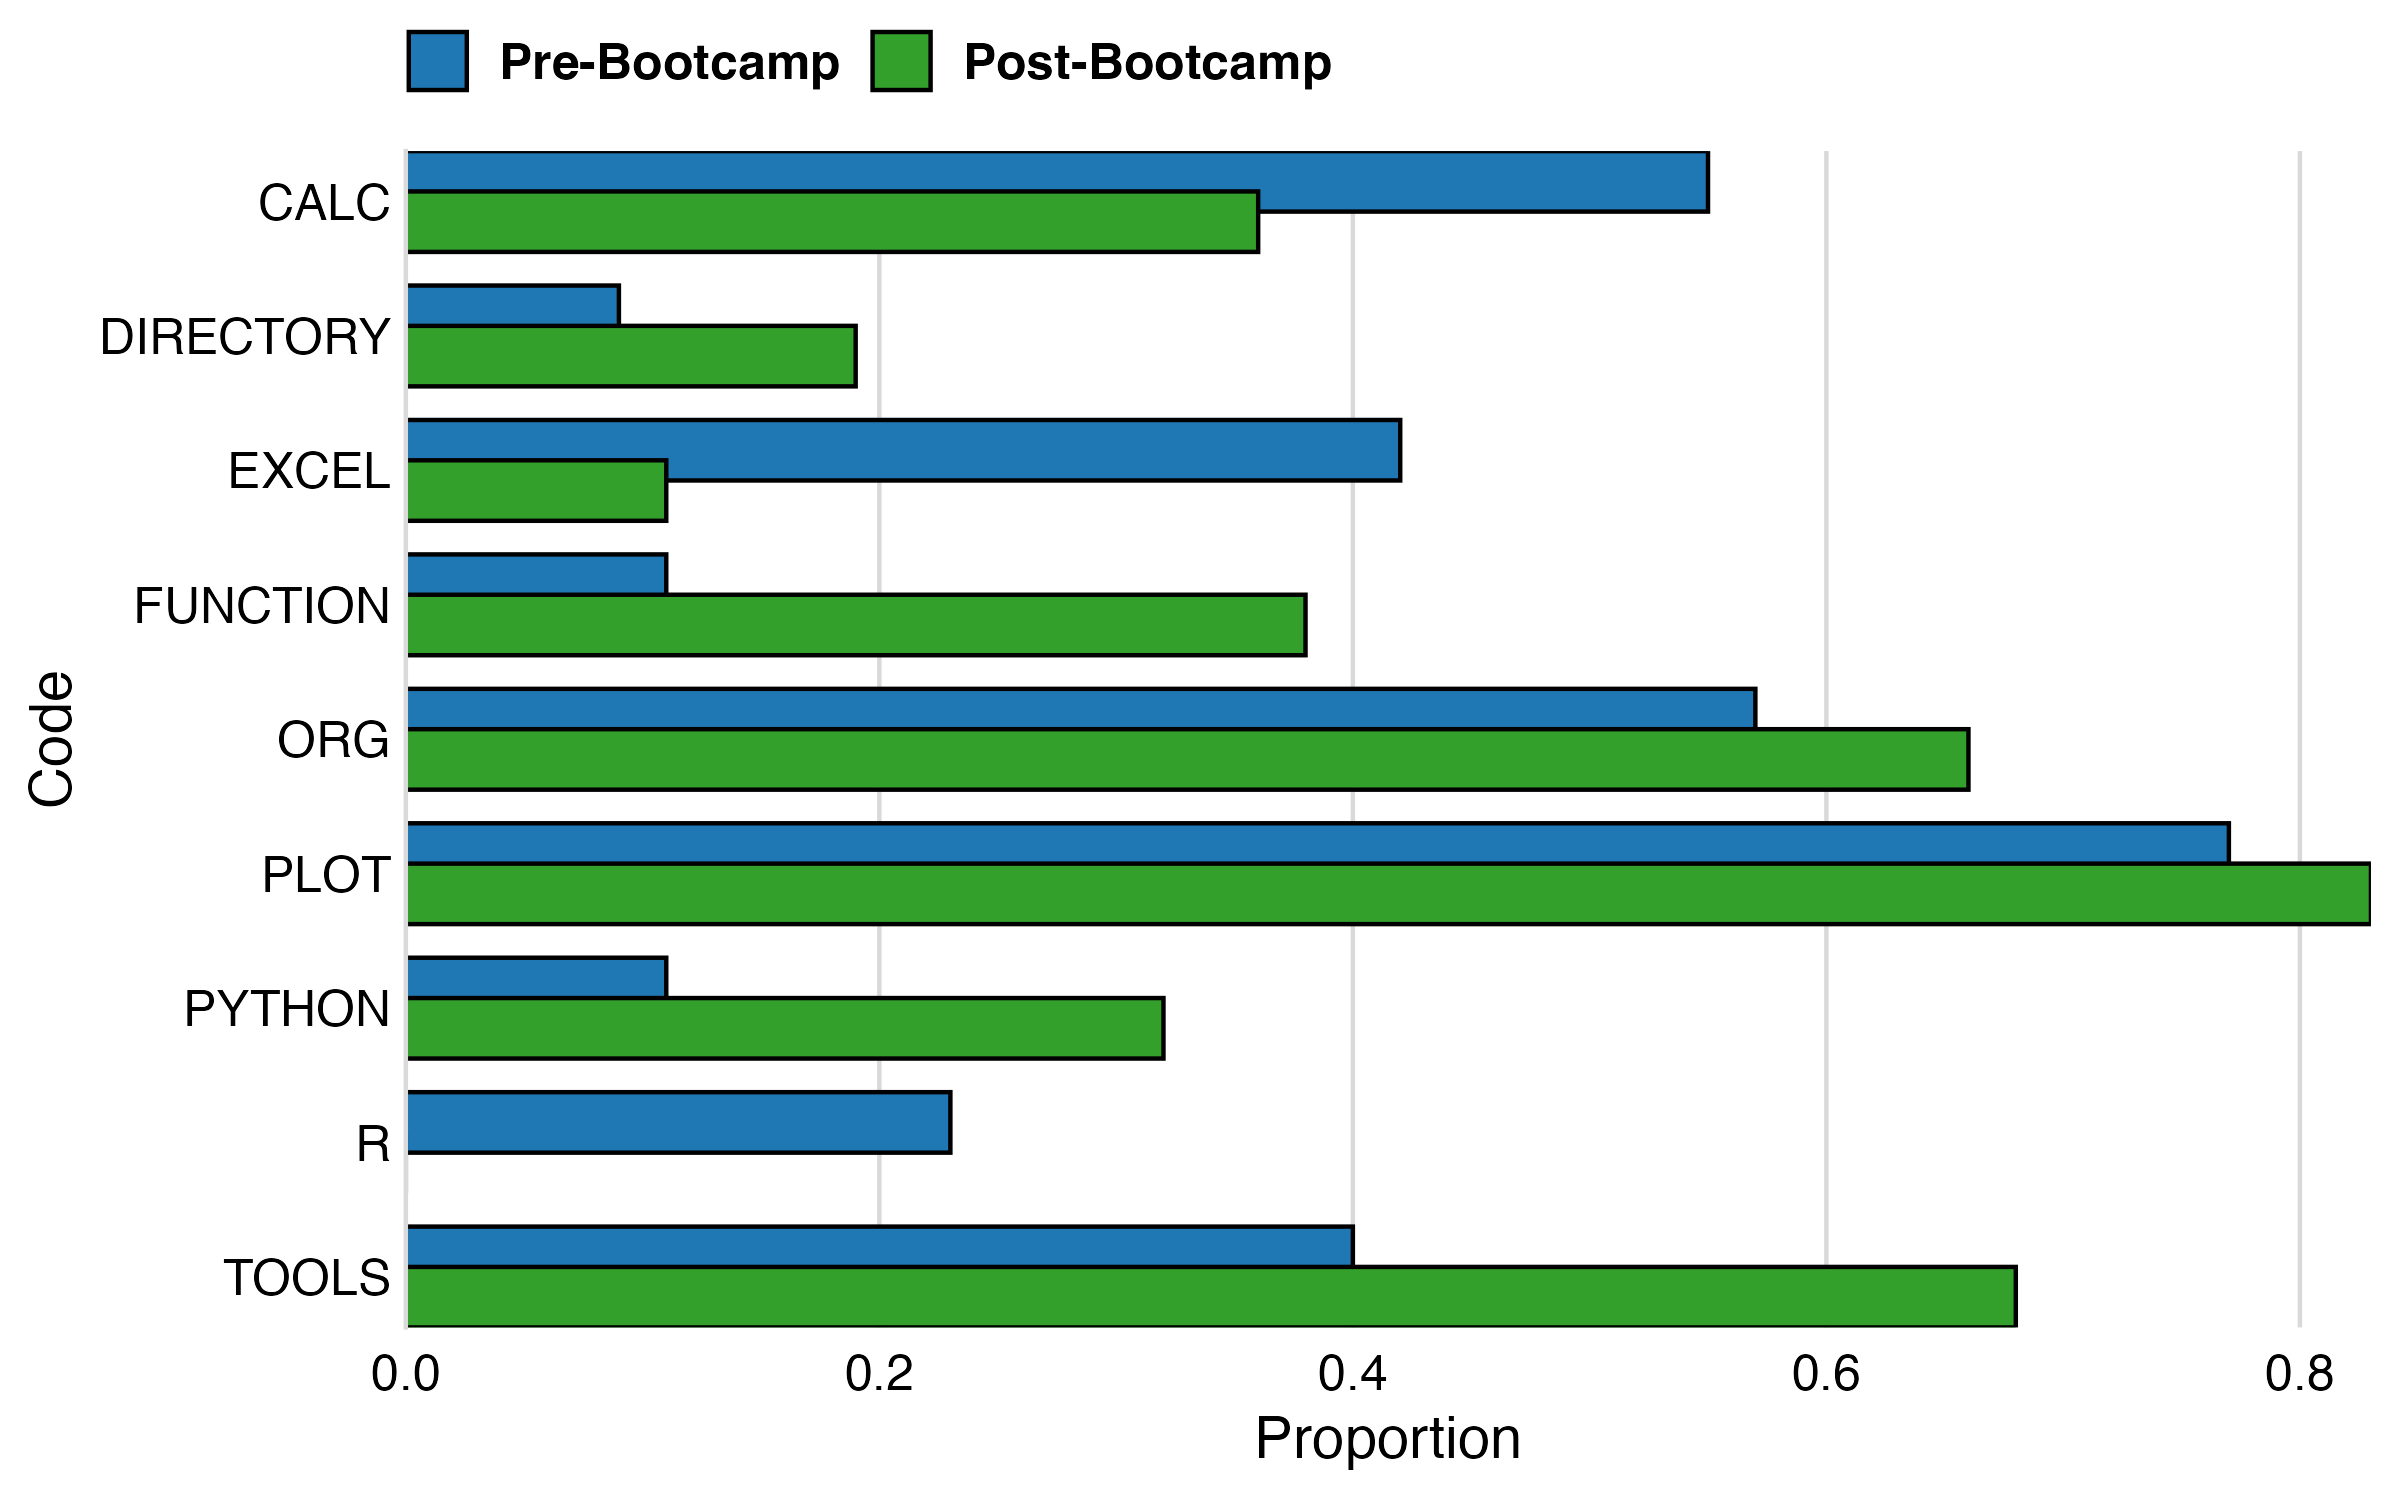 Pre-Bootcamp Post-Bootcamp
CALC
DIRECTORY
EXCEL
FUNCTION
ORG
PLOT
PYTHON
R
TOOLS
Code
0.0 0.2 0.4 0.6 0.8
Proportion